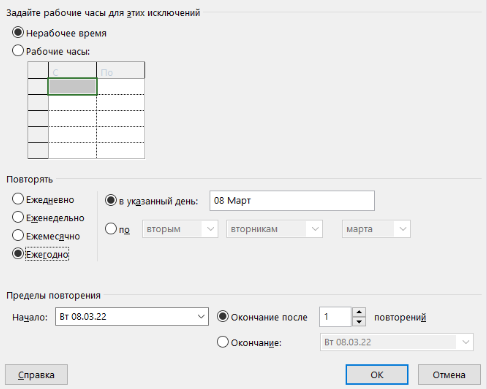 Задайте рабочие часы для этих исключений
Нерабочее время
Рабочие часы:
С По
Повторять
Ежедневно
Еженедельно
Ежемесячно
Ежегодно
в указанный день: 08 Март
по вторым вторникам марта
Пределы повторения
Начало: Вт 08.03.22 Окончание после 1 повторений
Окончание: Вт 08.03.22
Справка ОК Отмена